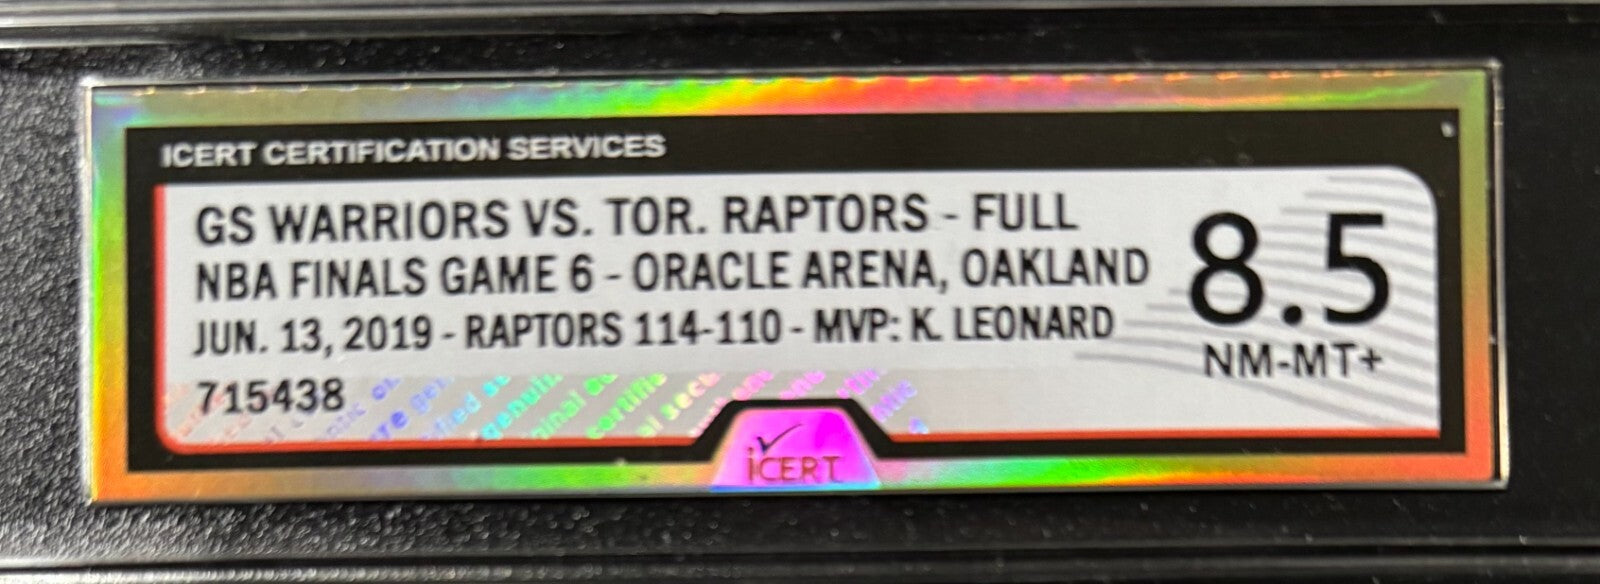 ICERT CERTIFICATION SERVICES
GS WARRIORS VS. TOR. RAPTORS - FULL
NBA FINALS GAME 6 - ORACLE ARENA, OAKLAND
JUN. 13, 2019 - RAPTORS 114-110 - MVP: K. LEONARD
8.5
NM-MT+
715438
iCERT